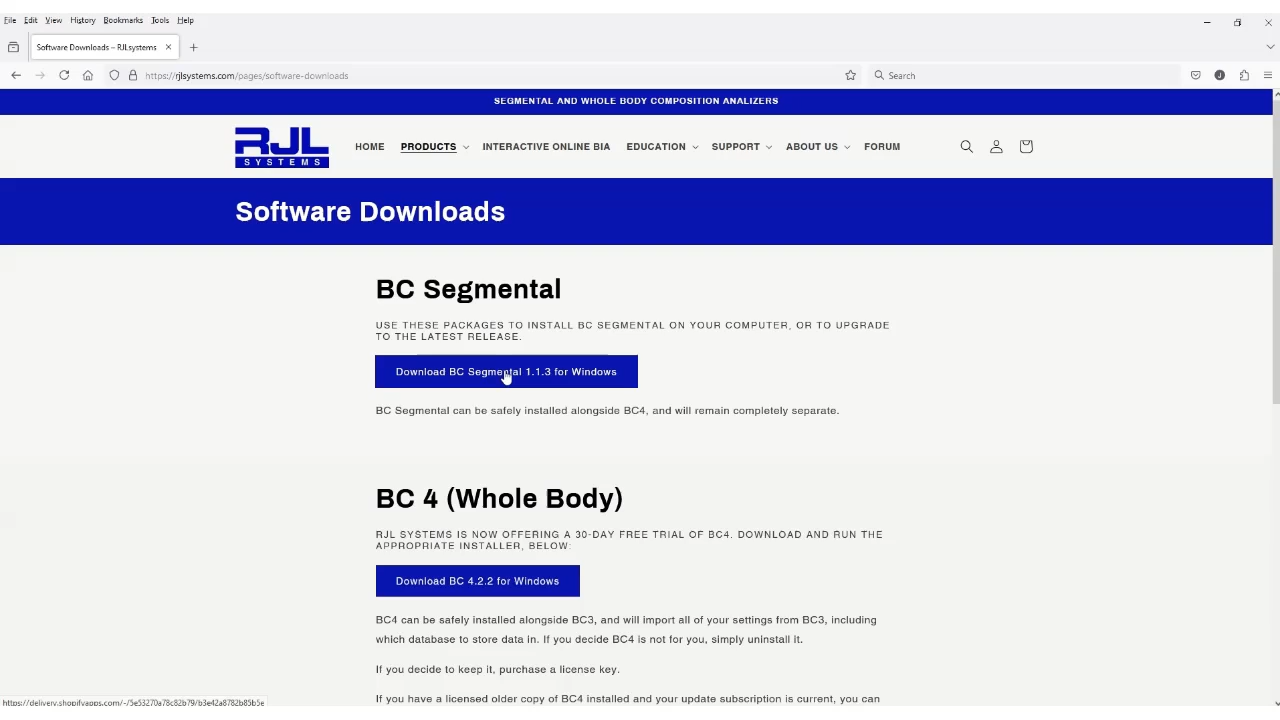 File Edit View History Bookmarks Tools Help
Software Downloads – RJLsystems
https://rjlsystems.com/pages/software-downloads
Search
SEGMENTAL AND WHOLE BODY COMPOSITION ANALIZERS
RJL SYSTEMS
HOME PRODUCTS INTERACTIVE ONLINE BIA EDUCATION SUPPORT ABOUT US FORUM
Software Downloads
BC Segmental
USE THESE PACKAGES TO INSTALL BC SEGMENTAL ON YOUR COMPUTER, OR TO UPGRADE
TO THE LATEST RELEASE.
Download BC Segmental 1.1.3 for Windows
BC Segmental can be safely installed alongside BC4, and will remain completely separate.
BC 4 (Whole Body)
RJL SYSTEMS IS NOW OFFERING A 30-DAY FREE TRIAL OF BC4. DOWNLOAD AND RUN THE
APPROPRIATE INSTALLER, BELOW:
Download BC 4.2.2 for Windows
BC4 can be safely installed alongside BC3, and will import all of your settings from BC3, including
which database to store data in. If you decide BC4 is not for you, simply uninstall it.
If you decide to keep it, purchase a license key.
If you have a licensed older copy of BC4 installed and your update subscription is current, you can
https://delivery.shopifyapps.com/-/5e53270a78c82b79/b3e42a8782b85b5e